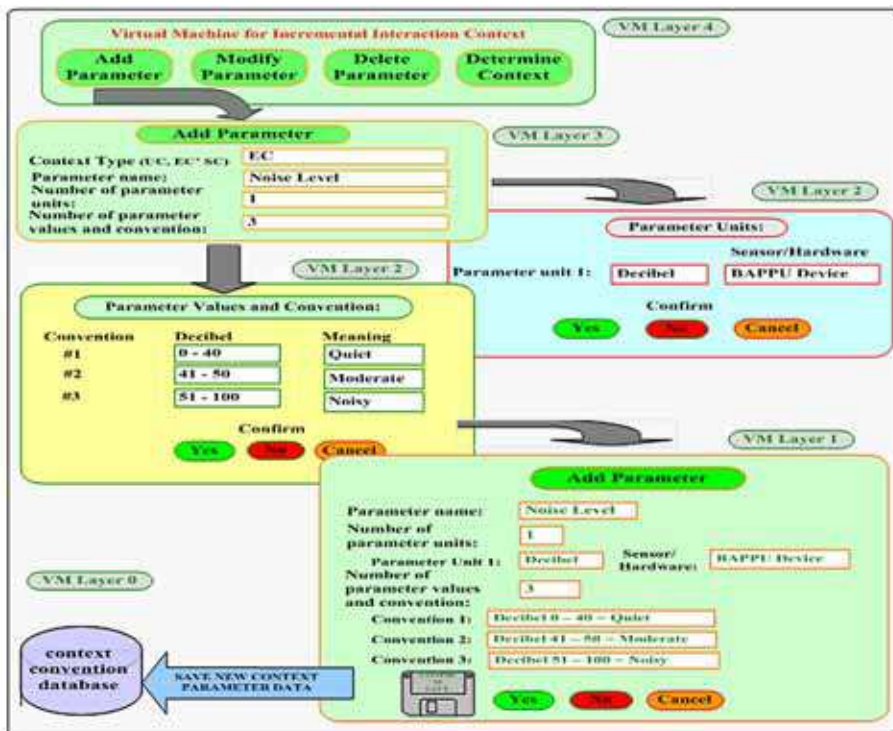 Virtual Machine for Incremental Interaction Context
VM Layer 4
Add Parameter
Modify Parameter
Delete Parameter
Determine Context
VM Layer 3
Add Parameter
Context Type (UC, EC' SC)
EC
Parameter name:
Noise Level
Number of parameter units:
1
Number of parameter values and convention:
3
VM Layer 2
Parameter Units:
Sensor/Hardware
Parameter unit 1:
Decibel
BAPPU Device
Confirm
Yes
No
Cancel
VM Layer 2
Parameter Values and Convention:
Convention
Decibel
Meaning
#1
0 - 40
Quiet
#2
41 - 50
Moderate
#3
51 - 100
Noisy
Confirm
Yes
No
Cancel
VM Layer 1
Add Parameter
Parameter name:
Noise Level
Number of parameter units:
1
Parameter Unit 1:
Decibel
Sensor/ Hardware:
BAPPU Device
Number of parameter values and convention:
3
Convention 1:
Decibel 0 – 40 = Quiet
Convention 2:
Decibel 41 – 50 = Moderate
Convention 3:
Decibel 51 – 100 = Noisy
Yes
No
Cancel
VM Layer 0
context convention database
SAVE NEW CONTEXT PARAMETER DATA